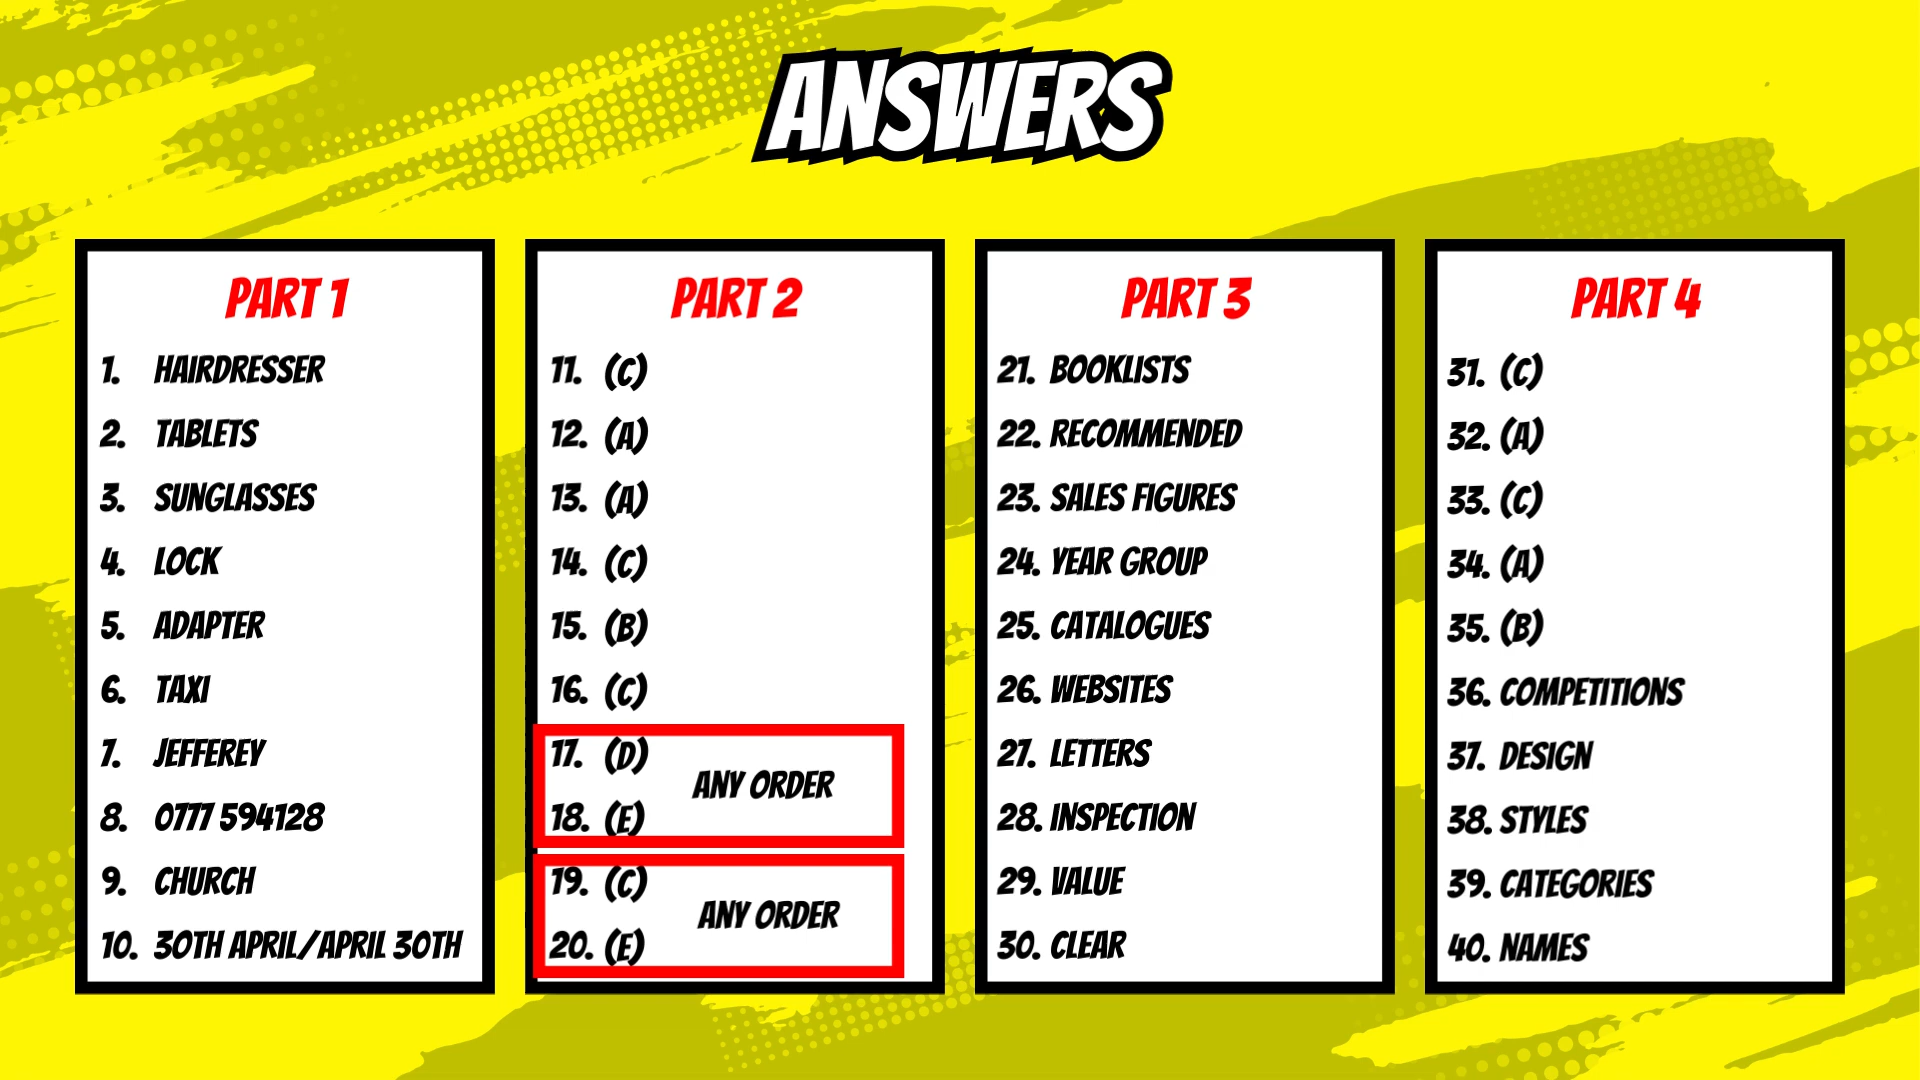 ANSWERS
PART 1
1. HAIRDRESSER
2. TABLETS
3. SUNGLASSES
4. LOCK
5. ADAPTER
6. TAXI
7. JEFFEREY
8. 0777 594128
9. CHURCH
10. 30TH APRIL/APRIL 30TH
PART 2
11. (C)
12. (A)
13. (A)
14. (C)
15. (B)
16. (C)
17. (D)
18. (E)
ANY ORDER
19. (C)
20. (E)
ANY ORDER
PART 3
21. BOOKLISTS
22. RECOMMENDED
23. SALES FIGURES
24. YEAR GROUP
25. CATALOGUES
26. WEBSITES
27. LETTERS
28. INSPECTION
29. VALUE
30. CLEAR
PART 4
31. (C)
32. (A)
33. (C)
34. (A)
35. (B)
36. COMPETITIONS
37. DESIGN
38. STYLES
39. CATEGORIES
40. NAMES